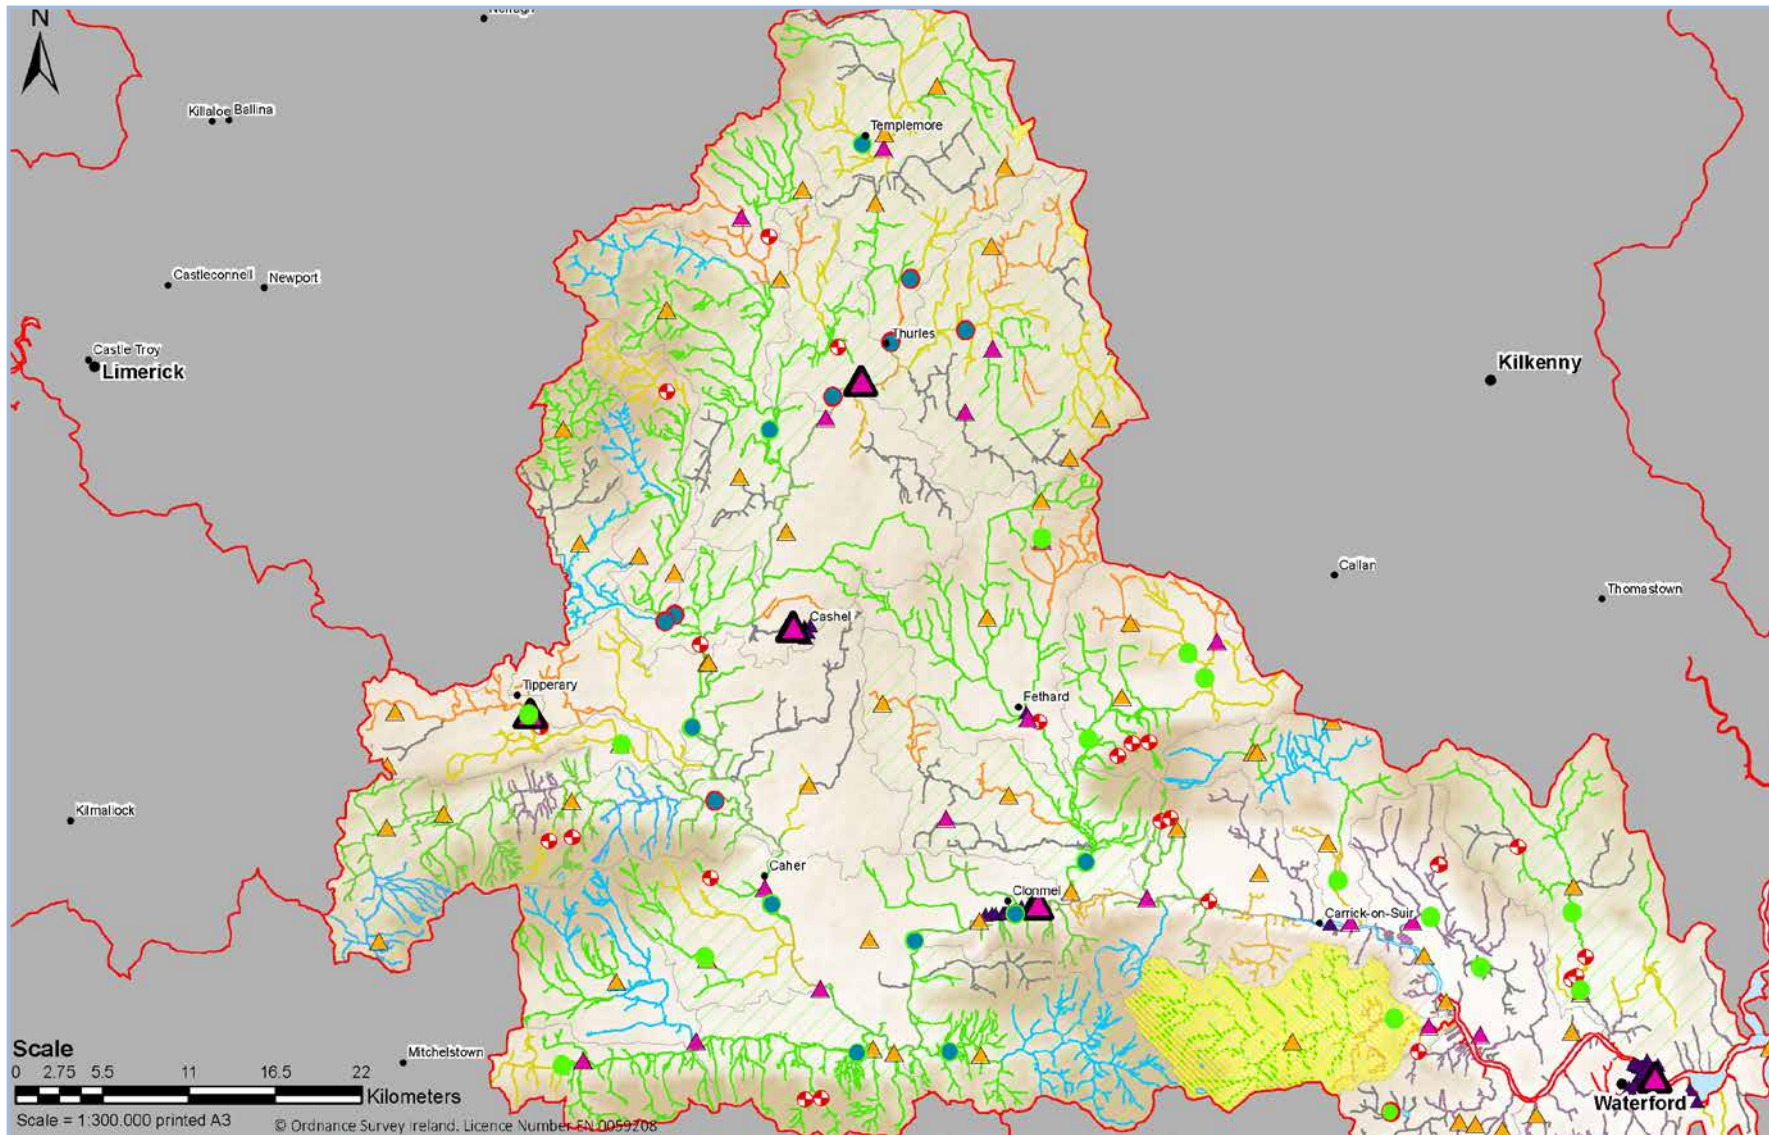 N
Nenagh
Killaloe Ballina
Templemore
Castleconnell
Newport
Thurles
Castle Troy
Limerick
Kilkenny
Callan
Thomastown
Cashel
Tipperary
Fethard
Kilmallock
Caher
Clonmel
Carrick-on-Suir
Mitchelstown
Waterford
Scale
0 2.75 5.5 11 16.5 22
Kilometers
Scale = 1:300.000 printed A3
© Ordnance Survey Ireland. Licence Number EN 0059208